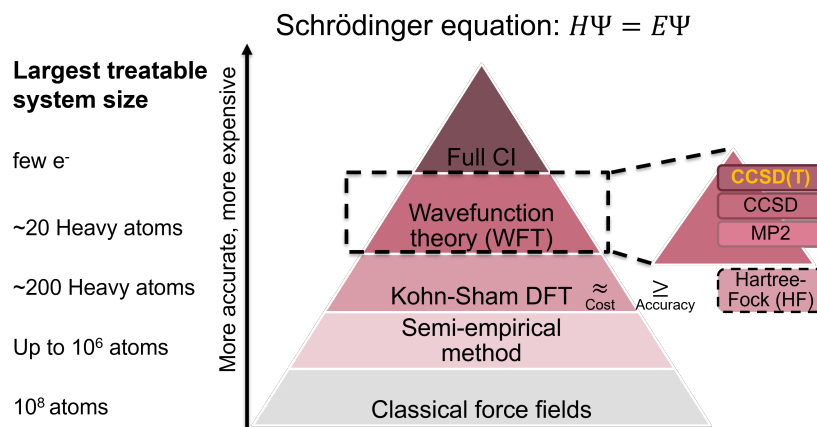 Schrödinger equation: HΨ = EΨ
Largest treatable
system size
few e⁻
~20 Heavy atoms
~200 Heavy atoms
Up to 10⁶ atoms
10⁸ atoms
More accurate, more expensive
Full CI
Wavefunction
theory (WFT)
Kohn-Sham DFT
≈
Cost
≥
Accuracy
Semi-empirical
method
Classical force fields
CCSD(T)
CCSD
MP2
Hartree-
Fock (HF)